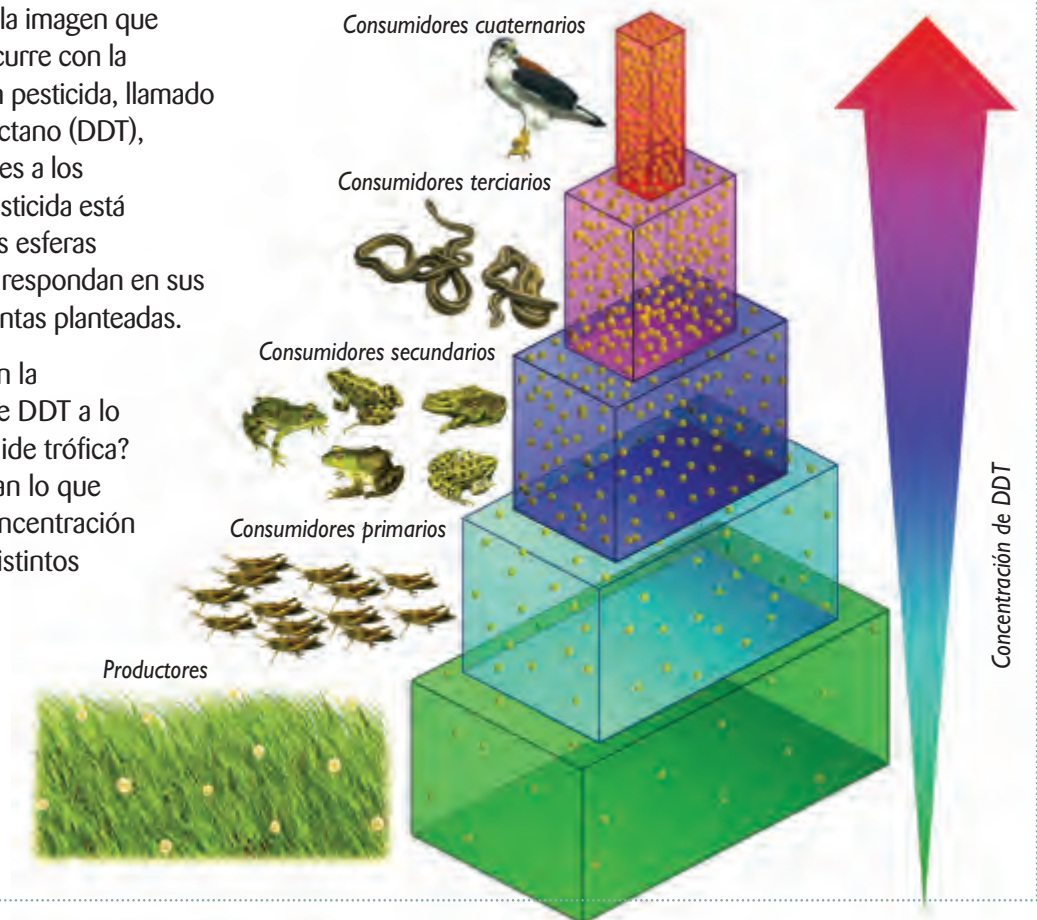 la imagen que
curre con la
n pesticida, llamado
ctano (DDT),
es a los
sticida está
s esferas
respondan en sus
ntas planteadas.
n la
e DDT a lo
ide trófica?
an lo que
oncentración
istintos
Consumidores cuaternarios
Consumidores terciarios
Consumidores secundarios
Consumidores primarios
Productores
Concentración de DDT